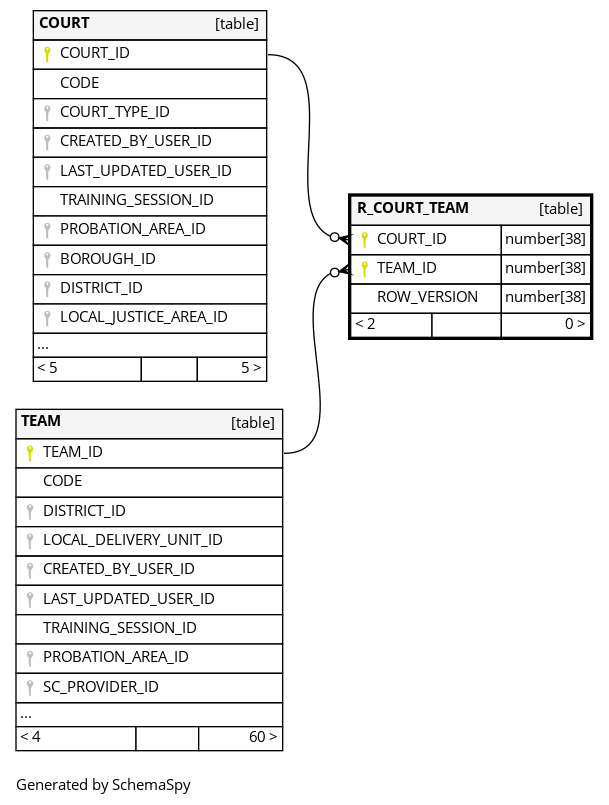 COURT [table]
COURT_ID
CODE
COURT_TYPE_ID
CREATED_BY_USER_ID
LAST_UPDATED_USER_ID
TRAINING_SESSION_ID
PROBATION_AREA_ID
BOROUGH_ID
DISTRICT_ID
LOCAL_JUSTICE_AREA_ID
...
< 5 5 >
R_COURT_TEAM [table]
COURT_ID number[38]
TEAM_ID number[38]
ROW_VERSION number[38]
< 2 0 >
TEAM [table]
TEAM_ID
CODE
DISTRICT_ID
LOCAL_DELIVERY_UNIT_ID
CREATED_BY_USER_ID
LAST_UPDATED_USER_ID
TRAINING_SESSION_ID
PROBATION_AREA_ID
SC_PROVIDER_ID
...
< 4 60 >
Generated by SchemaSpy